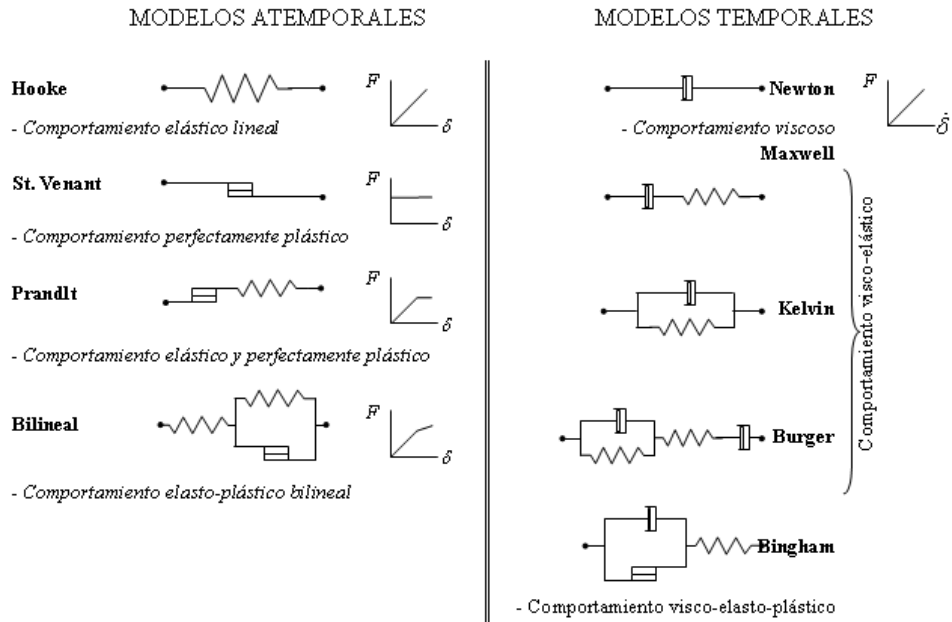 MODELOS ATEMPORALES
Hooke
F
δ
- Comportamiento elástico lineal
St. Venant
F
δ
- Comportamiento perfectamente plástico
Prandlt
F
δ
- Comportamiento elástico y perfectamente plástico
Bilineal
F
δ
- Comportamiento elasto-plástico bilineal
MODELOS TEMPORALES
Newton
F
δ̇
- Comportamiento viscoso
Maxwell
Kelvin
Burger
Comportamiento visco-elástico
Bingham
- Comportamiento visco-elasto-plástico